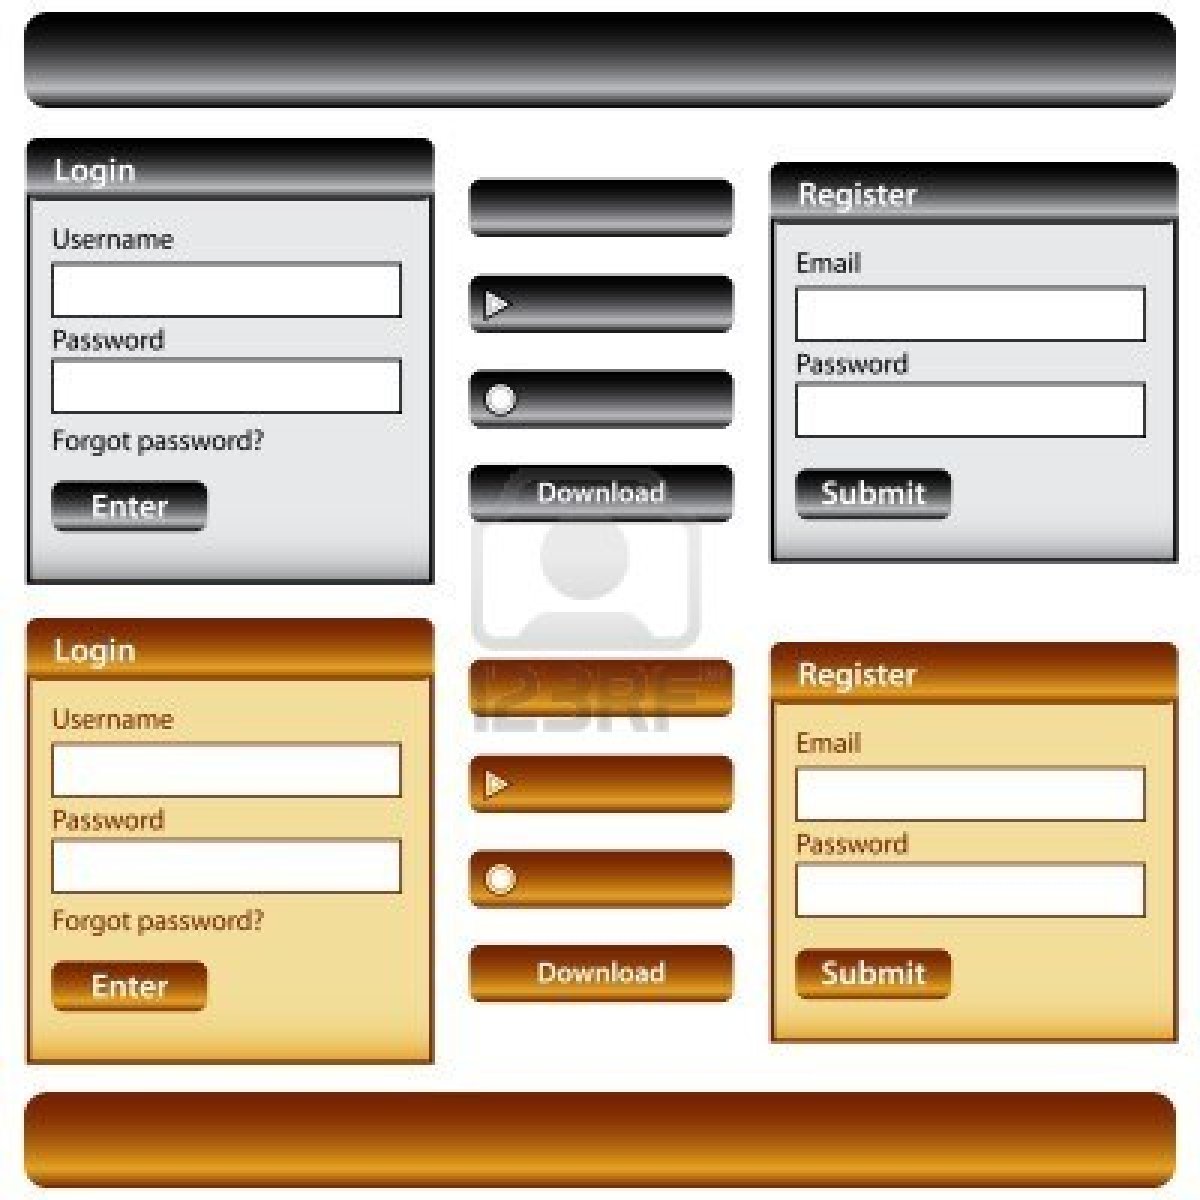 Login
Username
Password
Forgot password?
Enter
Download
Register
Email
Password
Submit
123RF
Login
Username
Password
Forgot password?
Enter
Download
Register
Email
Password
Submit